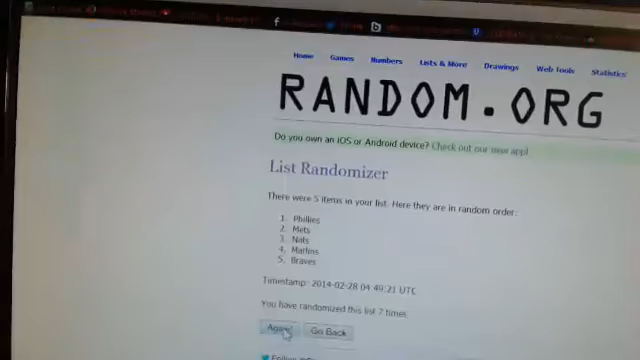 Home Games Numbers Lists & More Drawings Web Tools Statistics
RANDOM.ORG
Do you own an iOS or Android device? Check out our new app!
List Randomizer
There were 5 items in your list. Here they are in random order:
1. Phillies
2. Mets
3. Nats
4. Marlins
5. Braves
Timestamp: 2014-02-28 04:49:21 UTC
You have randomized this list 7 times
Again! Go Back